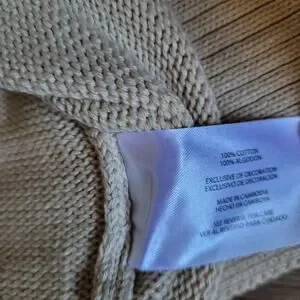 100% COTTON
100% ALGODON
EXCLUSIVE OF DECORATION
EXCLUSIVO DE DECORACION
MADE IN CAMBODIA
HECHO EN CAMBOYA
SEE REVERSE FOR CARE
VER AL REVERSO PARA CUIDADO